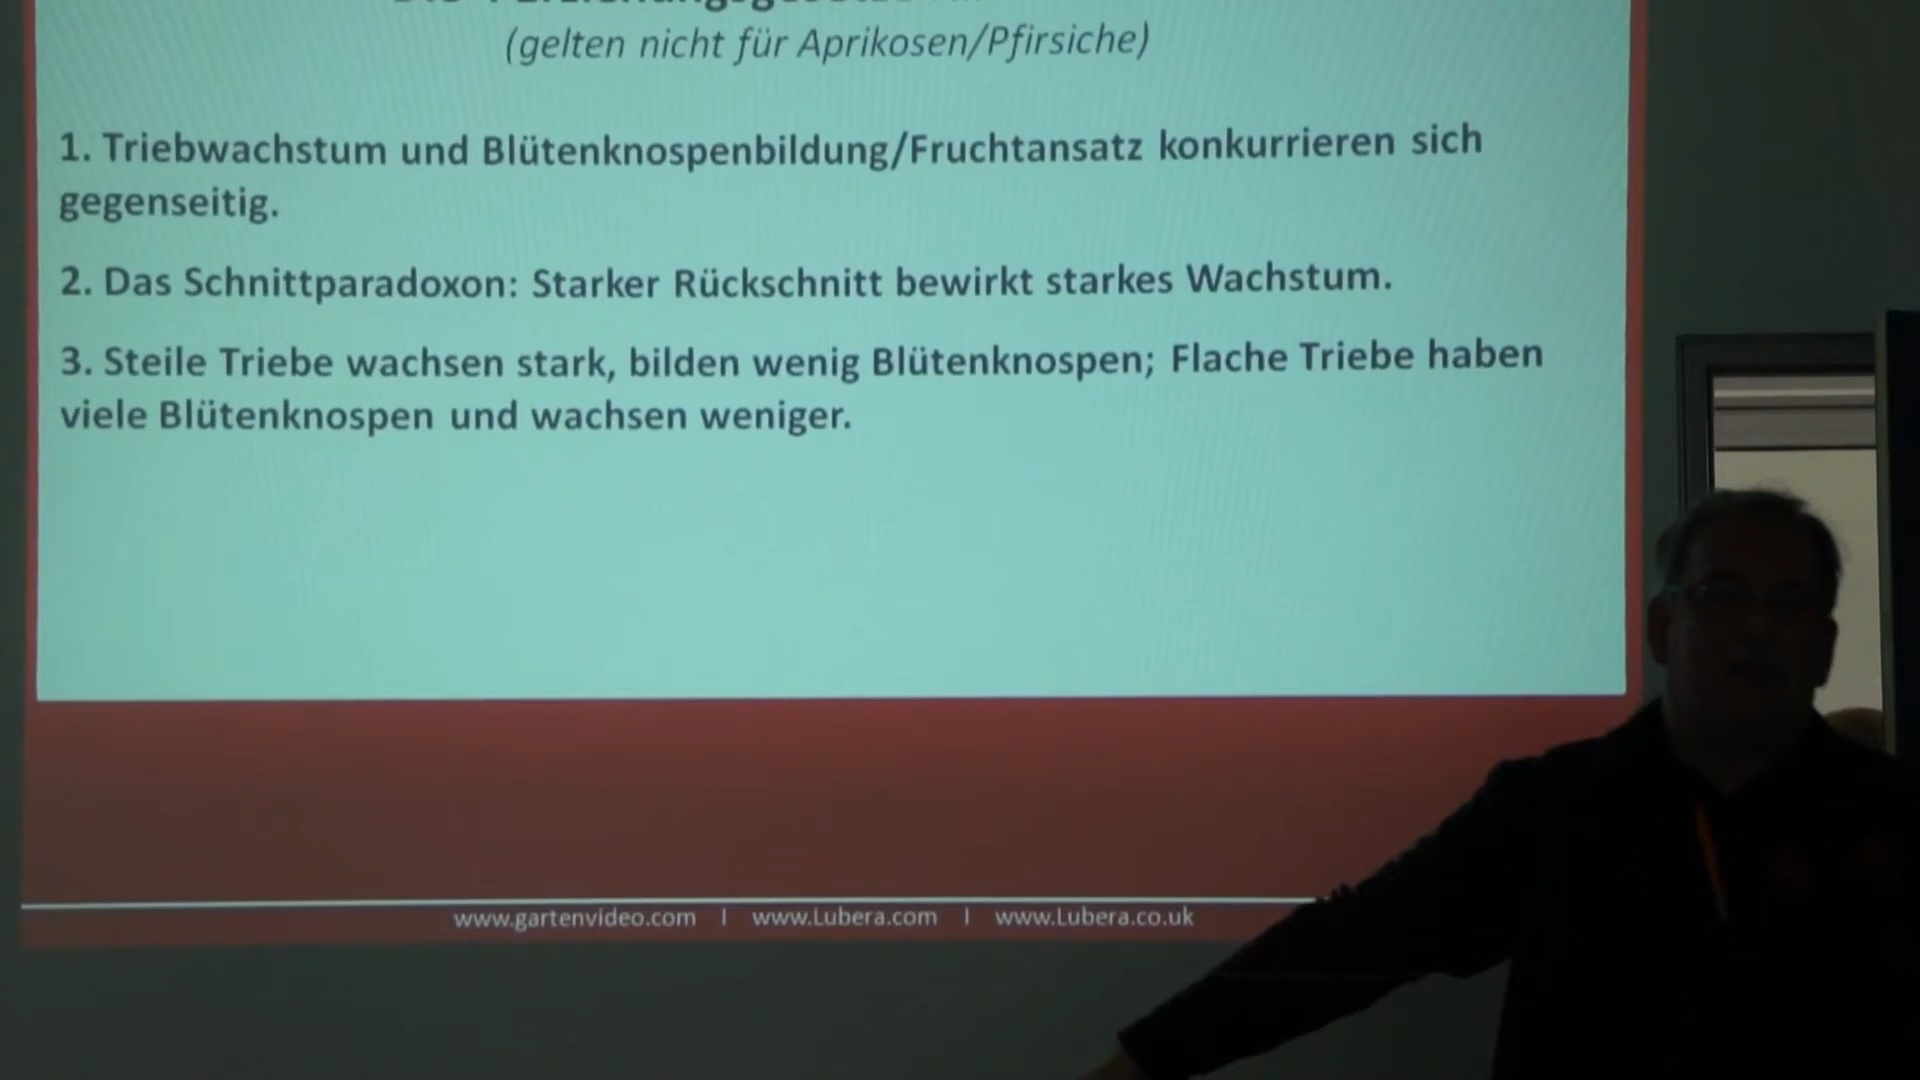 (gelten nicht für Aprikosen/Pfirsiche)
1. Triebwachstum und Blütenknospenbildung/Fruchtansatz konkurrieren sich
gegenseitig.
2. Das Schnittparadoxon: Starker Rückschnitt bewirkt starkes Wachstum.
3. Steile Triebe wachsen stark, bilden wenig Blütenknospen; Flache Triebe haben
viele Blütenknospen und wachsen weniger.
www.gartenvideo.com | www.Lubera.com | www.Lubera.co.uk